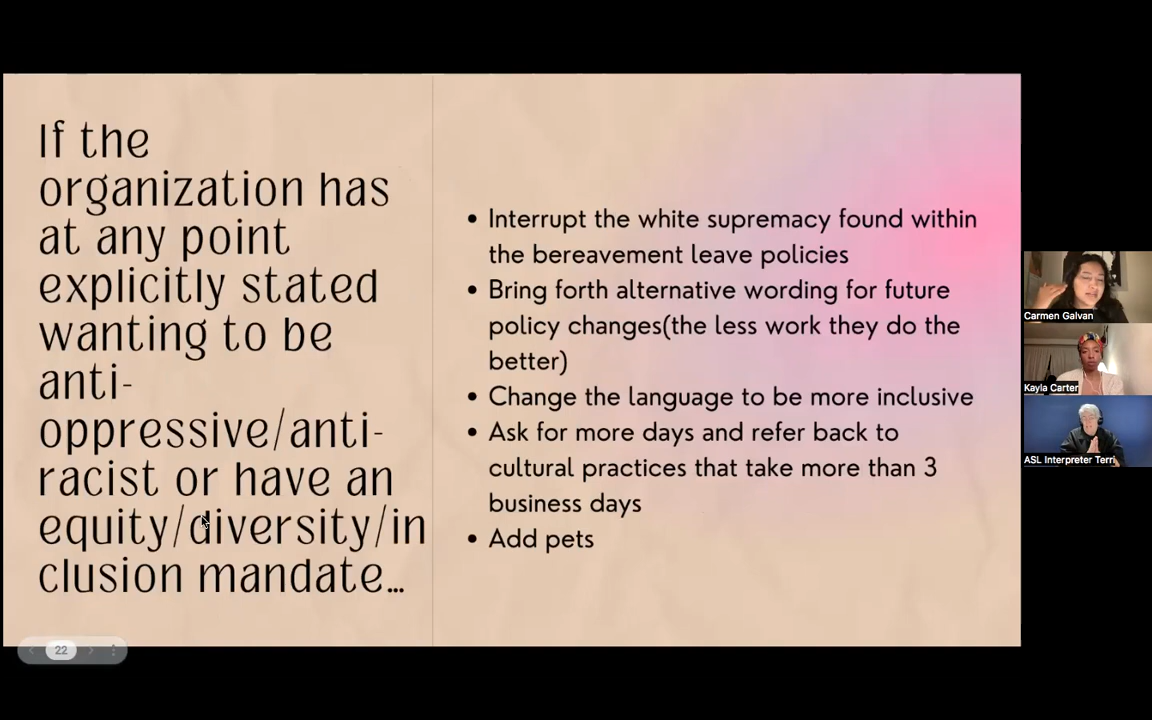 If the
organization has
at any point
explicitly stated
wanting to be
anti-
oppressive/anti-
racist or have an
equity/diversity/in
clusion mandate...
• Interrupt the white supremacy found within
the bereavement leave policies
• Bring forth alternative wording for future
policy changes(the less work they do the
better)
• Change the language to be more inclusive
• Ask for more days and refer back to
cultural practices that take more than 3
business days
• Add pets
Carmen Galvan
Kayla Carter
ASL Interpreter Terri
22